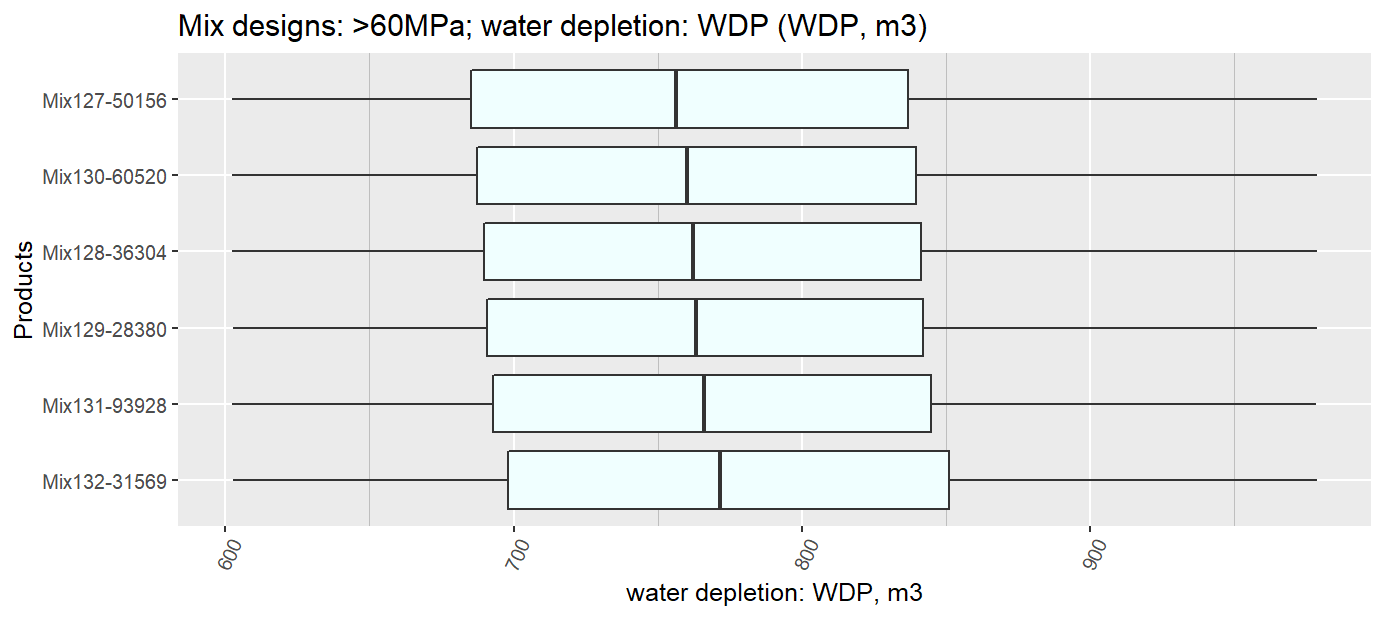 Mix designs: >60MPa; water depletion: WDP (WDP, m3)
Products
Mix127-50156
Mix130-60520
Mix128-36304
Mix129-28380
Mix131-93928
Mix132-31569
600 700 800 900
water depletion: WDP, m3